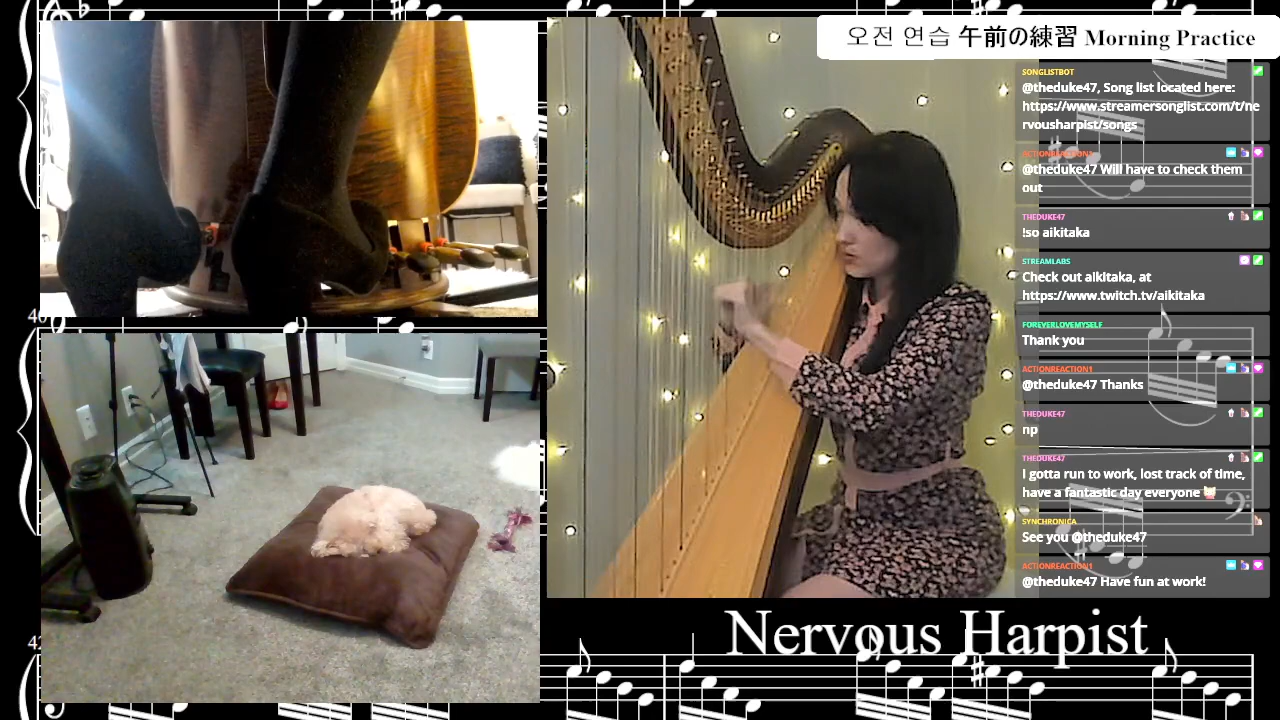 오전 연습 午前の練習 Morning Practice
SONGLISTBOT
@theduke47, Song list located here:
https://www.streamersonglist.com/t/ne
rvousharpist/songs
ACTIONREACTION1
@theduke47 Will have to check them
out
THEDUKE47
!so aikitaka
STREAMLABS
Check out aikitaka, at
https://www.twitch.tv/aikitaka
FOREVERLOVEMYSELF
Thank you
ACTIONREACTION1
@theduke47 Thanks
THEDUKE47
np
THEDUKE47
I gotta run to work, lost track of time,
have a fantastic day everyone
SYNCHRONICA
See you @theduke47
ACTIONREACTION1
@theduke47 Have fun at work!
40
42
Nervous Harpist